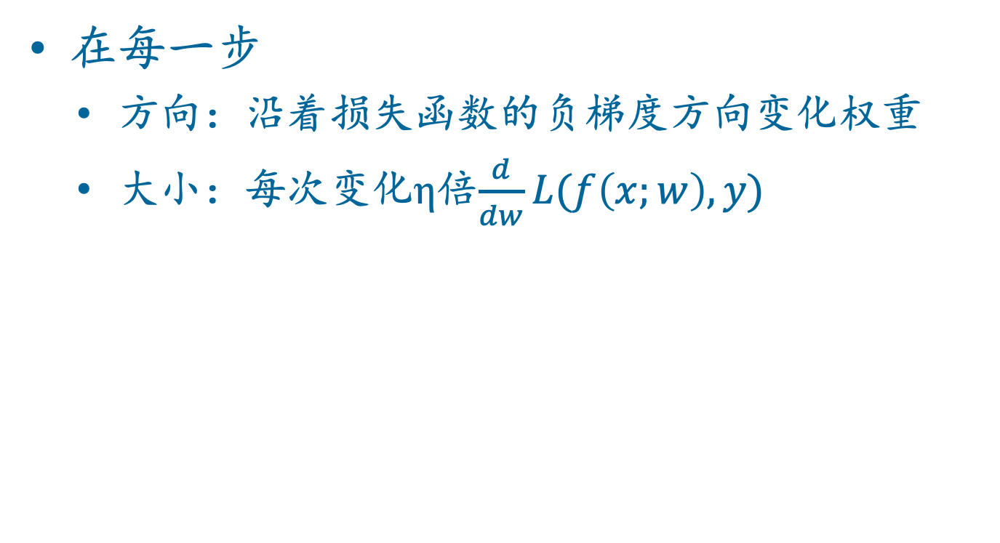 • 在每一步
• 方向：沿着损失函数的负梯度方向变化权重
• 大小：每次变化η倍$\frac{d}{dw}L(f(x;w),y)$